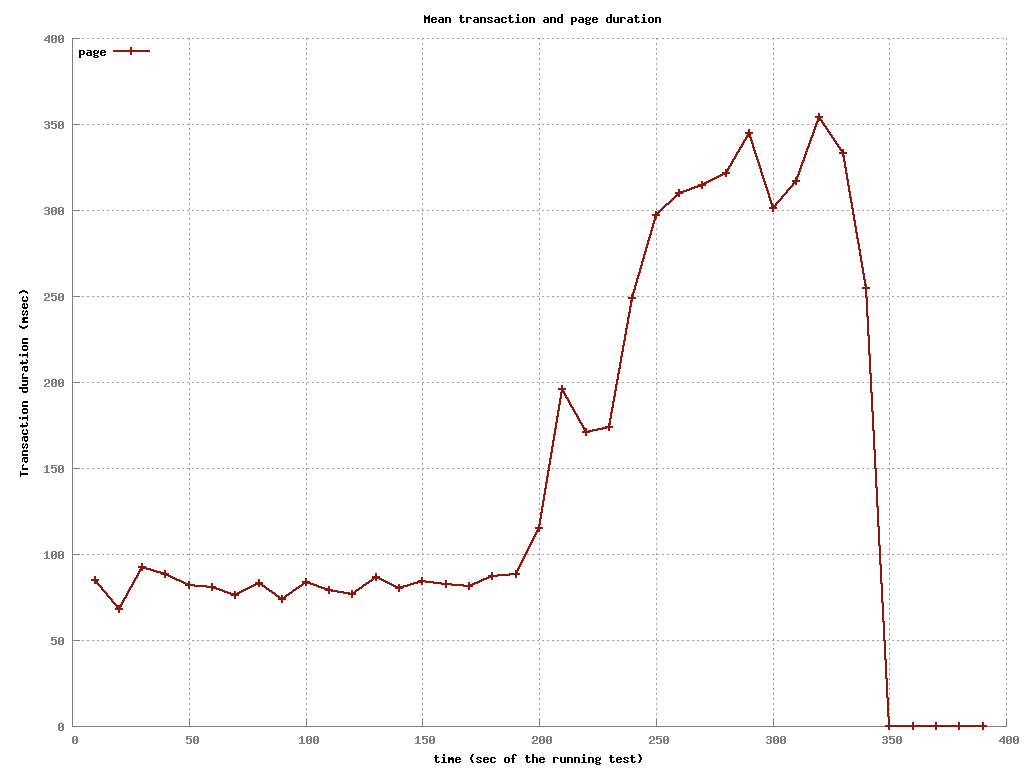 Mean transaction and page duration
page
400
350
300
250
200
150
100
50
0
Transaction duration (msec)
0 50 100 150 200 250 300 350 400
time (sec of the running test)